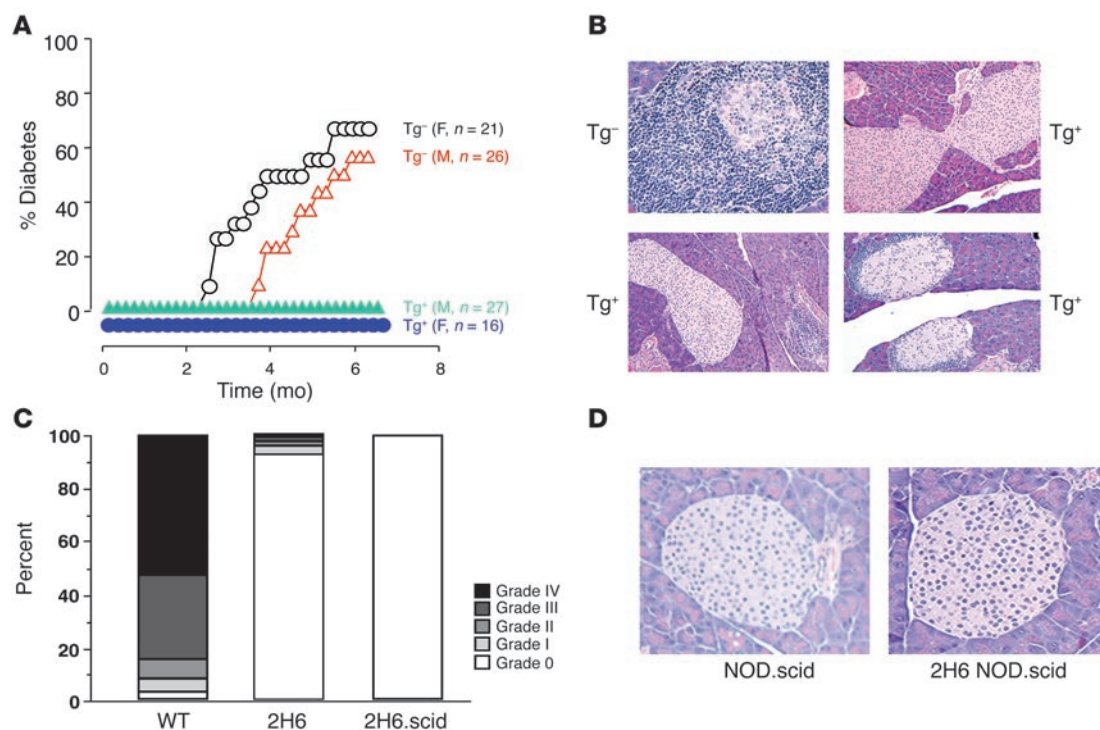 A
100
80
60
40
20
0
% Diabetes
0 2 4 6 8
Time (mo)
Tg⁻ (F, n = 21)
Tg⁻ (M, n = 26)
Tg⁺ (M, n = 27)
Tg⁺ (F, n = 16)
B
Tg⁻
Tg⁺
Tg⁺
Tg⁺
C
100
80
60
40
20
0
Percent
WT 2H6 2H6.scid
Grade IV
Grade III
Grade II
Grade I
Grade 0
D
NOD.scid 2H6 NOD.scid